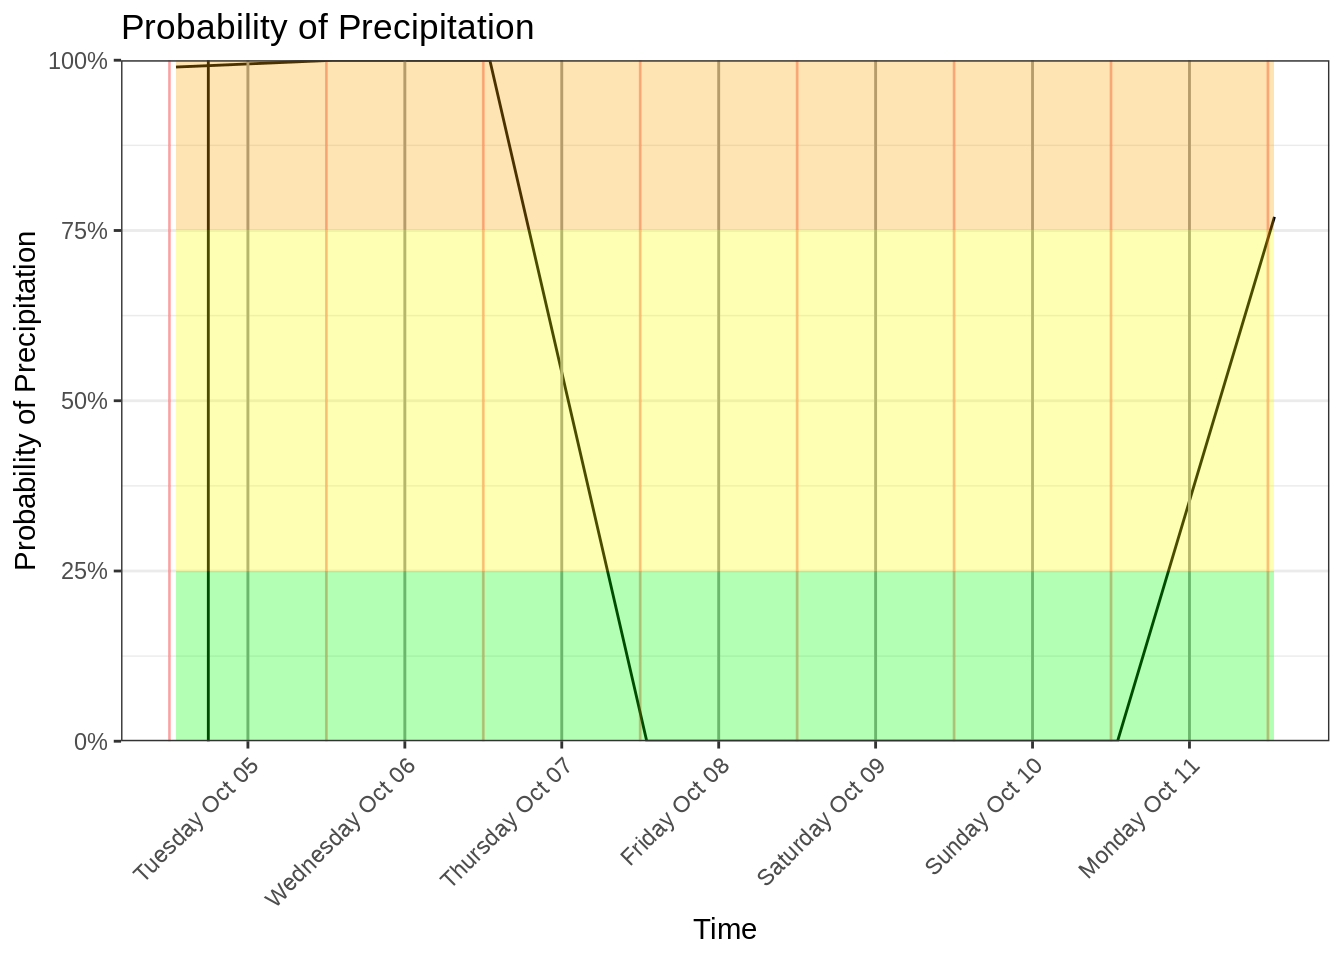 Probability of Precipitation
Probability of Precipitation
100%
75%
50%
25%
0%
Tuesday Oct 05
Wednesday Oct 06
Thursday Oct 07
Friday Oct 08
Saturday Oct 09
Sunday Oct 10
Monday Oct 11
Time